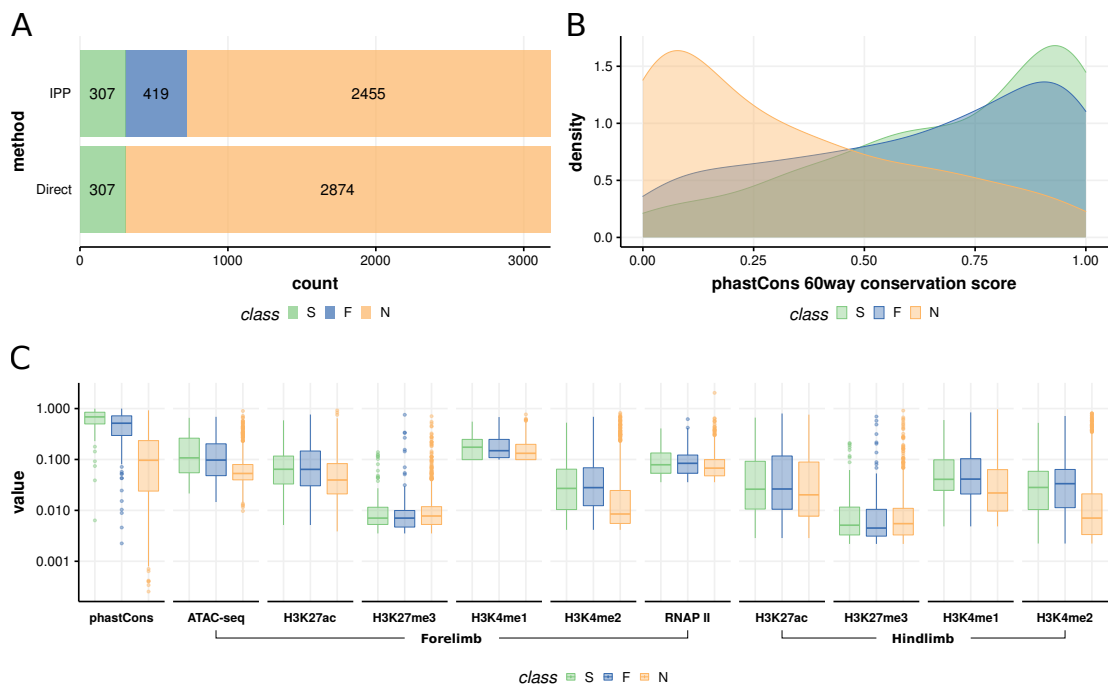 A
IPP
307
419
2455
Direct
307
2874
method
0
1000
2000
3000
count
class S F N
B
1.5
1.0
0.5
0.0
density
0.00
0.25
0.50
0.75
1.00
phastCons 60way conservation score
class S F N
C
1.000
0.100
0.010
0.001
value
phastCons ATAC-seq H3K27ac H3K27me3 H3K4me1 H3K4me2 RNAP II H3K27ac H3K27me3 H3K4me1 H3K4me2
Forelimb Hindlimb
class S F N